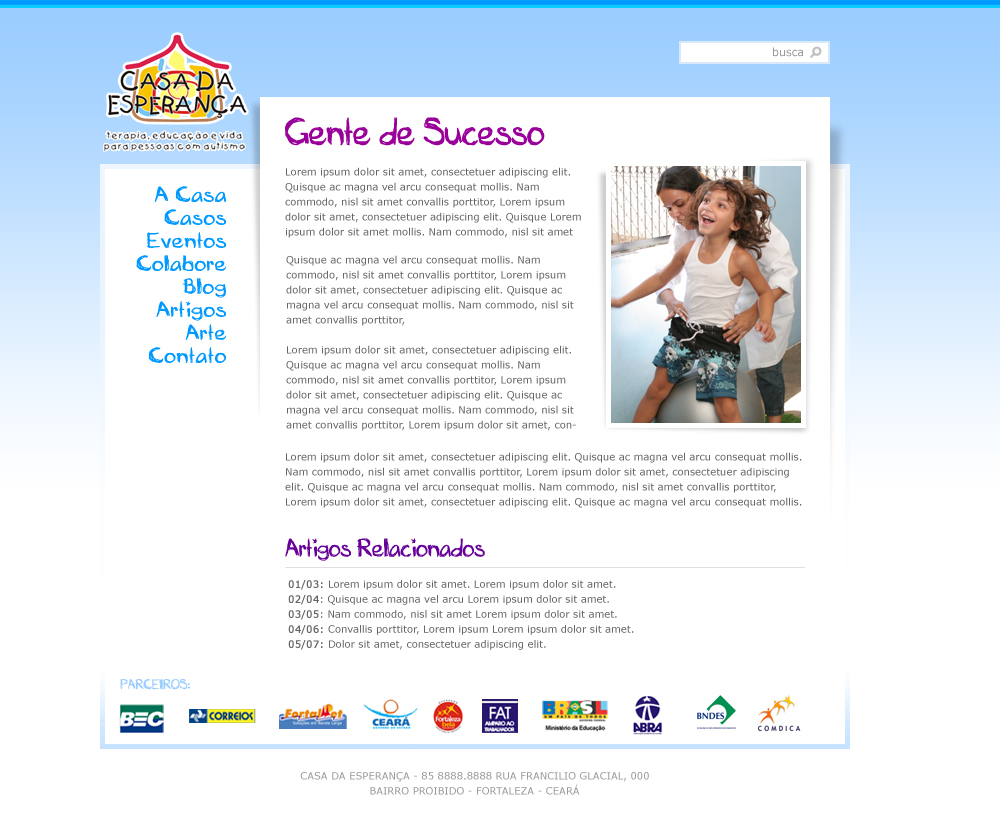 busca
CASA DA
ESPERANÇA
terapia, educação e vida
para pessoas com autismo
A Casa
Casos
Eventos
Colabore
Blog
Artigos
Arte
Contato
Gente de Sucesso
Lorem ipsum dolor sit amet, consectetuer adipiscing elit.
Quisque ac magna vel arcu consequat mollis. Nam
commodo, nisl sit amet convallis porttitor, Lorem ipsum
dolor sit amet, consectetuer adipiscing elit. Quisque Lorem
ipsum dolor sit amet mollis. Nam commodo, nisl sit amet
Quisque ac magna vel arcu consequat mollis. Nam
commodo, nisl sit amet convallis porttitor, Lorem ipsum
dolor sit amet, consectetuer adipiscing elit. Quisque ac
magna vel arcu consequat mollis. Nam commodo, nisl sit
amet convallis porttitor,
Lorem ipsum dolor sit amet, consectetuer adipiscing elit.
Quisque ac magna vel arcu consequat mollis. Nam
commodo, nisl sit amet convallis porttitor, Lorem ipsum
dolor sit amet, consectetuer adipiscing elit. Quisque ac
magna vel arcu consequat mollis. Nam commodo, nisl sit
amet convallis porttitor, Lorem ipsum dolor sit amet, con-
Lorem ipsum dolor sit amet, consectetuer adipiscing elit. Quisque ac magna vel arcu consequat mollis.
Nam commodo, nisl sit amet convallis porttitor, Lorem ipsum dolor sit amet, consectetuer adipiscing
elit. Quisque ac magna vel arcu consequat mollis. Nam commodo, nisl sit amet convallis porttitor,
Lorem ipsum dolor sit amet, consectetuer adipiscing elit. Quisque ac magna vel arcu consequat mollis.
Artigos Relacionados
01/03: Lorem ipsum dolor sit amet. Lorem ipsum dolor sit amet.
02/04: Quisque ac magna vel arcu Lorem ipsum dolor sit amet.
03/05: Nam commodo, nisl sit amet Lorem ipsum dolor sit amet.
04/06: Convallis porttitor, Lorem ipsum Lorem ipsum dolor sit amet.
05/07: Dolor sit amet, consectetuer adipiscing elit.
PARCEIROS:
BEC
CORREIOS
FortalNet
CEARÁ
GOVERNO DO ESTADO
Fortaleza
bela
FAT
AMPARO AO
TRABALHADOR
BRASIL
UM PAÍS DE TODOS
Ministério da Educação
ABRA
BNDES
COMDICA
CASA DA ESPERANÇA - 85 8888.8888 RUA FRANCILIO GLACIAL, 000
BAIRRO PROIBIDO - FORTALEZA - CEARÁ